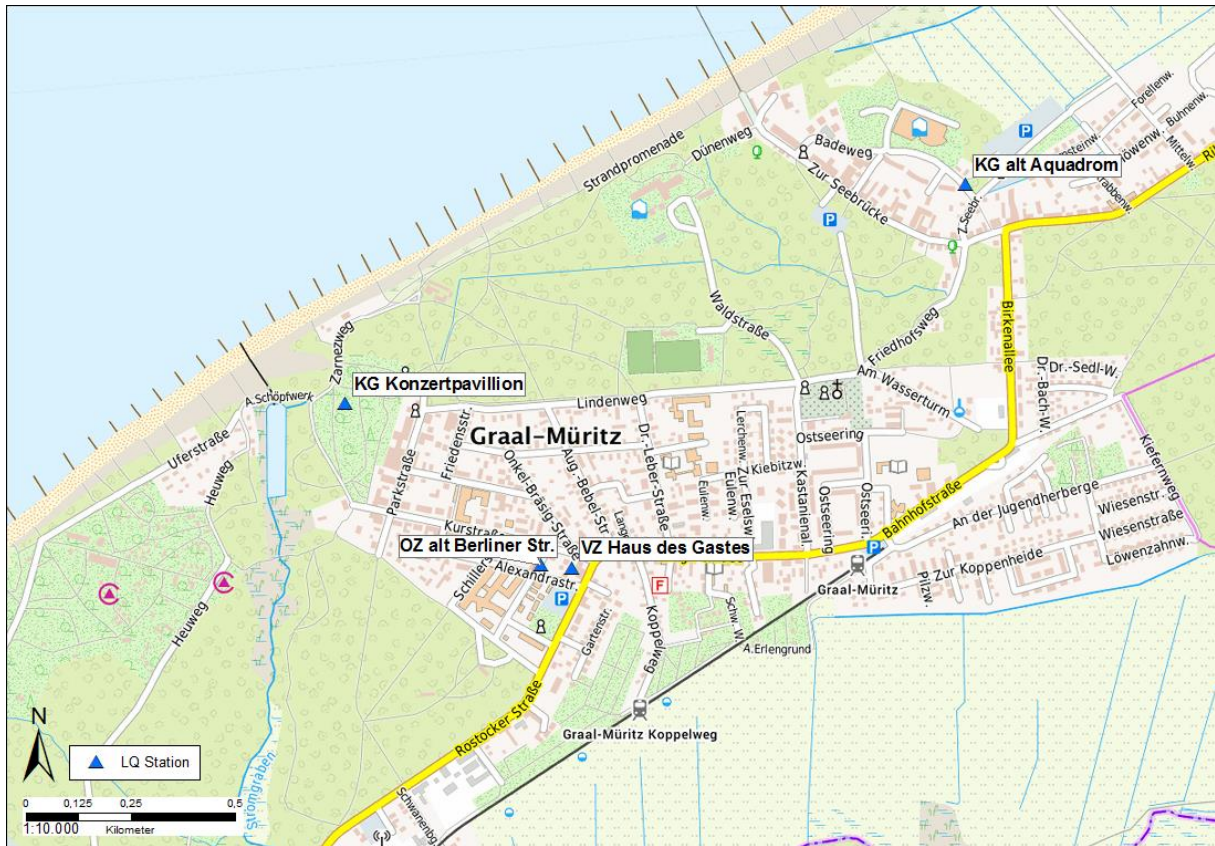 Forellenw.
Buhnenw.
Badeweg
Dünenweg
Mittelw.
KG alt Aquadrom
Strandpromenade
Zur Seebrücke
Z.Seebr.
Waldstraße
Birkenallee
Friedhofsweg
Zarnezweg
Am Wasserturm
Dr.-Sedl-W.
Dr.-Bach-W.
KG Konzertpavillion
A.Schöpfwerk
Lindenweg
Graal-Müritz
Uferstraße
Heuweg
Parkstraße
Friedensstr.
Onkel-Bräsig-Straße
Aug.-Bebel-Str.
Dr.-Leber-Straße
Lerchenw.
Zur Eselsw.
Ostseering
Kiebitzw.
Eulenw.
Eulenw.
Kastanienal.
Ostseering
Ostseeri.
Kiefernweg
Bahnhofstraße
An der Jugendherberge
Wiesenstr.
Wiesenstraße
Löwenzahnw.
Kurstraße
OZ alt Berliner Str.
VZ Haus des Gastes
Alexandrastr.
Schillers
Zur Koppenheide
Pilzw.
Graal-Müritz
F
Heuweg
Gartenstr.
Koppelweg
Schw. W.
A.Erlengrund
Rostocker-Straße
Graal-Müritz Koppelweg
Stromgraben
Schwanenbg.
N
LQ Station
0 0,125 0,25 0,5
1:10.000 Kilometer
P
P
P
P